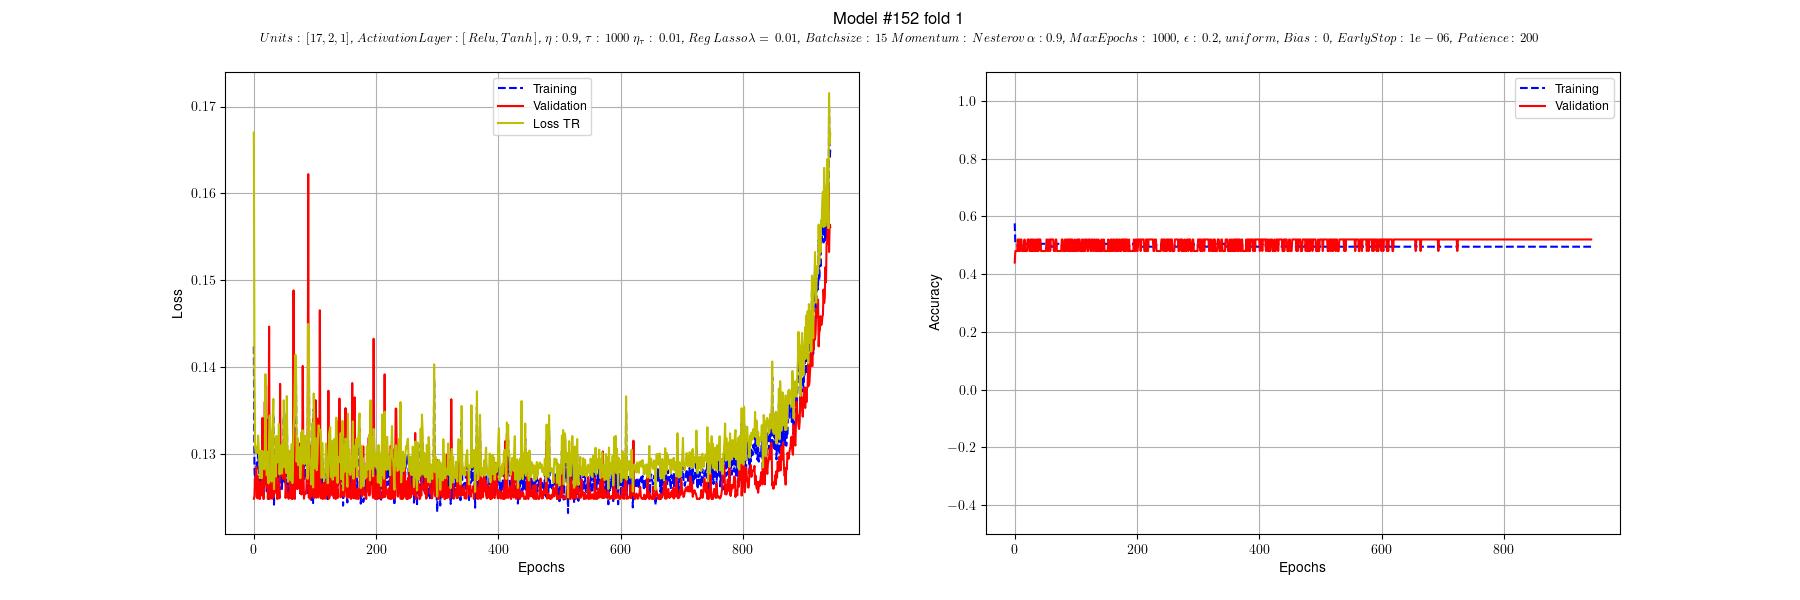 Model #152 fold 1
Units : [17, 2, 1], ActivationLayer : [ Relu, Tanh ], η : 0.9, τ : 1000 ητ : 0.01, Reg Lasso λ = 0.01, Batchsize : 15 Momentum : Nesterov α : 0.9, MaxEpochs : 1000, ϵ : 0.2, uniform, Bias : 0, EarlyStop : 1e − 06, Patience : 200
Training
Validation
Loss TR
0.17
0.16
0.15
0.14
0.13
Loss
0 200 400 600 800
Epochs
Training
Validation
1.0
0.8
0.6
0.4
0.2
0.0
−0.2
−0.4
Accuracy
0 200 400 600 800
Epochs